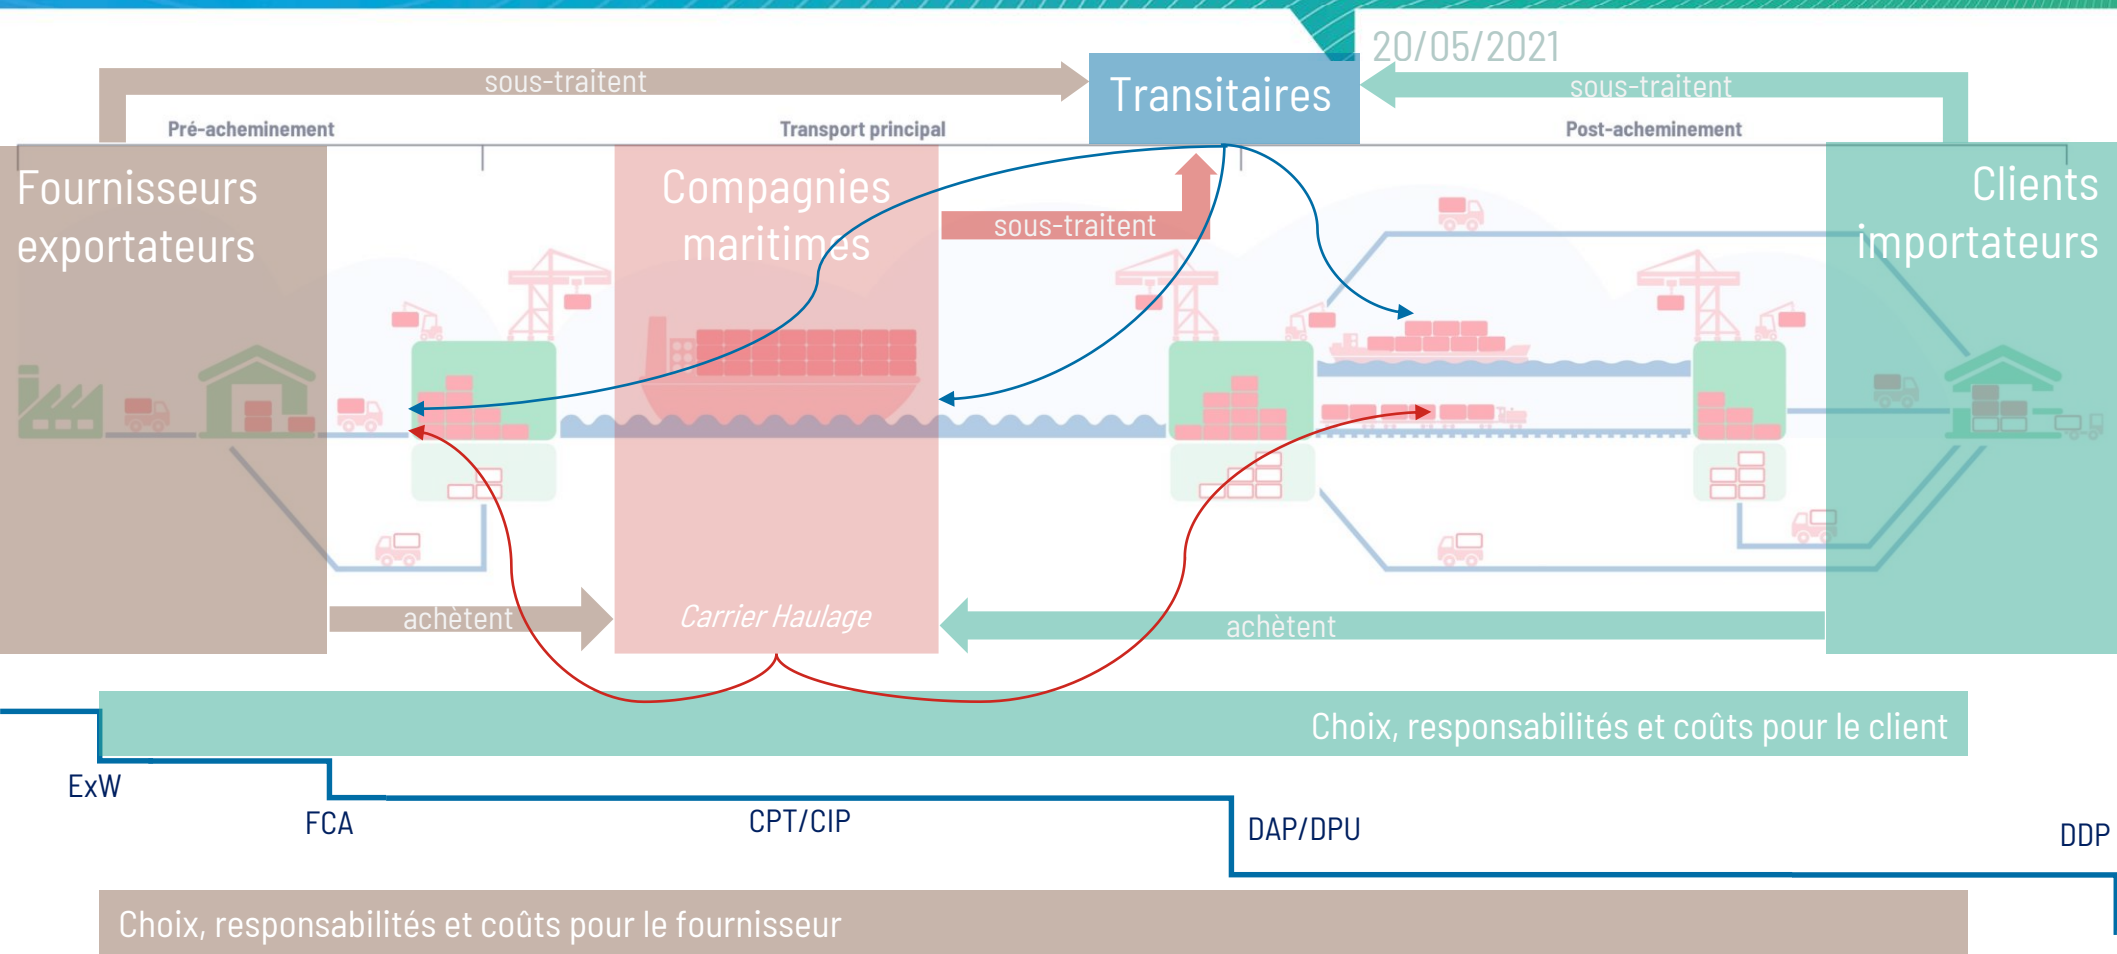 20/05/2021
sous-traitent
Transitaires
sous-traitent
Pré-acheminement
Transport principal
Post-acheminement
Fournisseurs
exportateurs
Compagnies
maritimes
sous-traitent
Clients
importateurs
achètent
Carrier Haulage
achètent
Choix, responsabilités et coûts pour le client
ExW
FCA
CPT/CIP
DAP/DPU
DDP
Choix, responsabilités et coûts pour le fournisseur